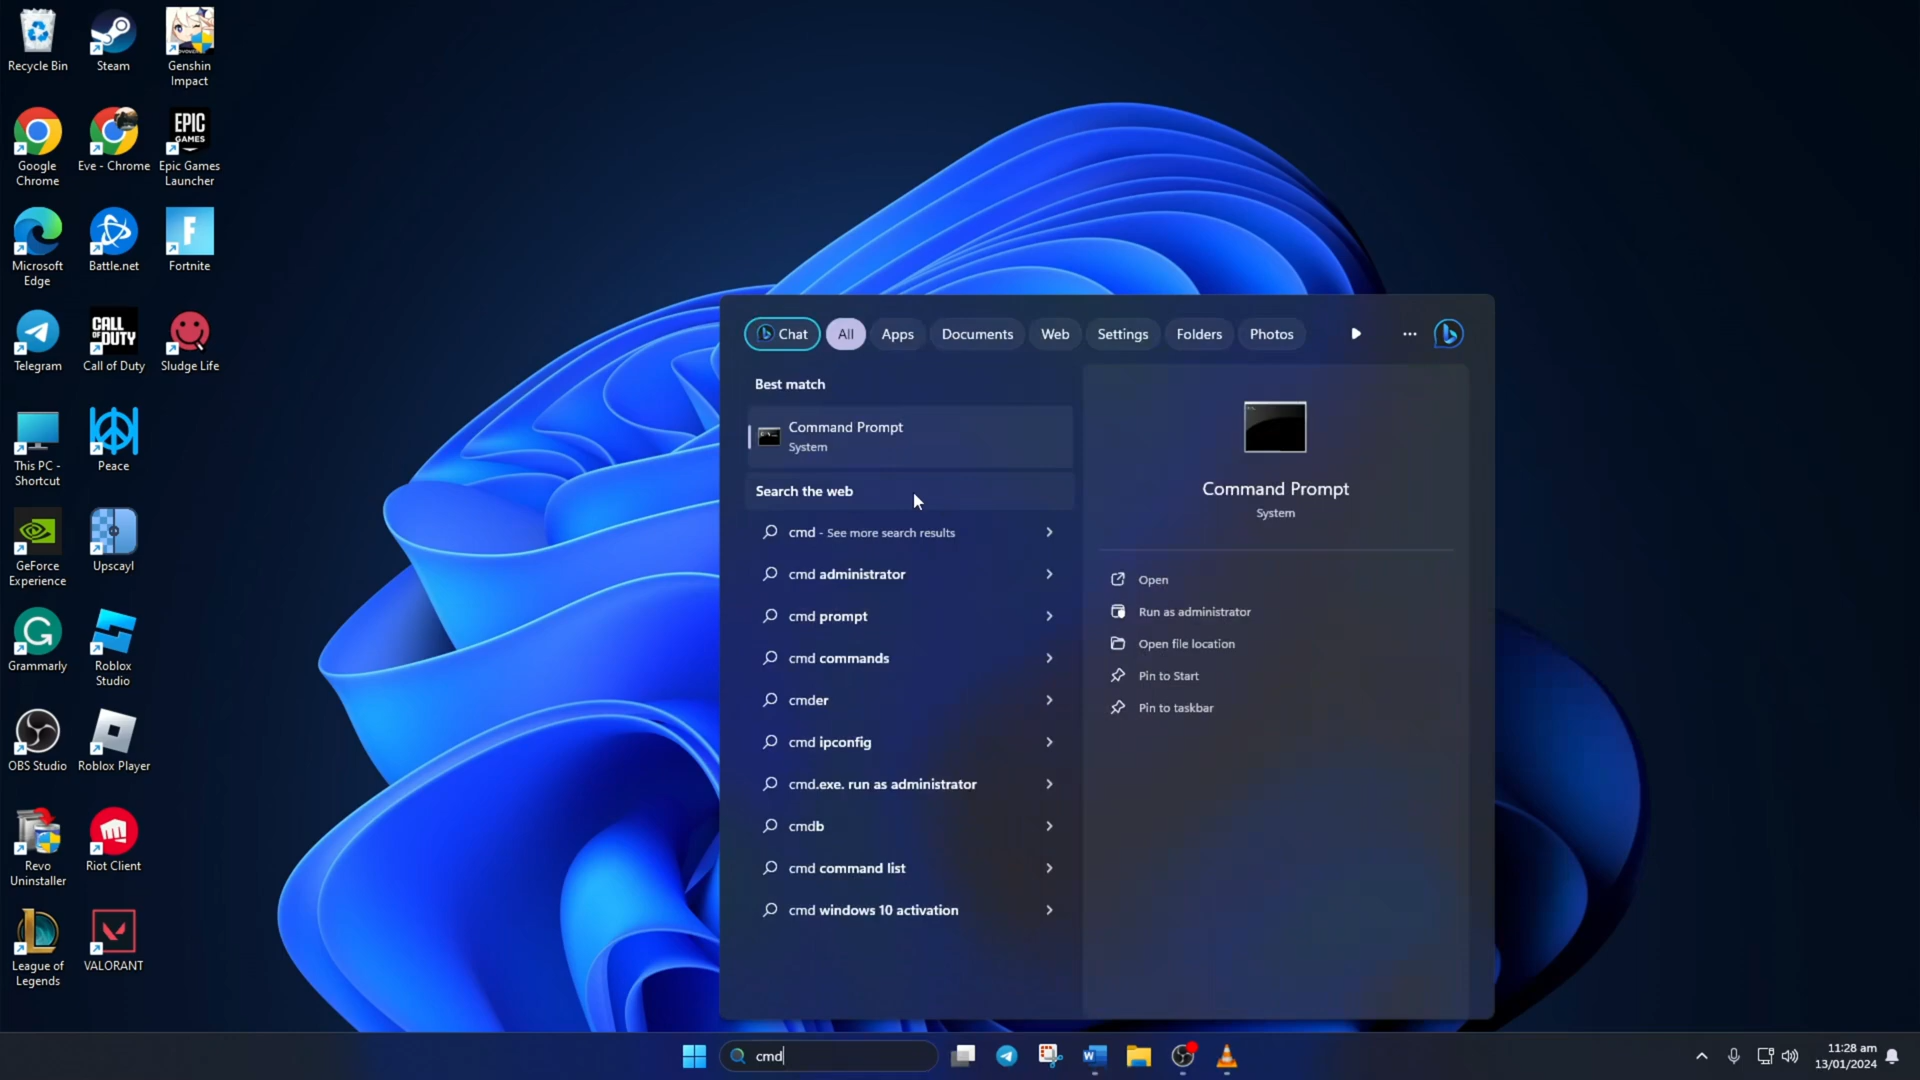 Recycle Bin
Steam
Genshin
Impact
Google
Chrome
Eve - Chrome
EPIC
GAMES
Epic Games
Launcher
Microsoft
Edge
Battle.net
Fortnite
Telegram
CALL
OF DUTY
Call of Duty
Sludge Life
This PC -
Shortcut
Peace
GeForce
Experience
Upscayl
Grammarly
Roblox
Studio
OBS Studio
Roblox Player
Revo
Uninstaller
Riot Client
League of
Legends
VALORANT
Chat
All
Apps
Documents
Web
Settings
Folders
Photos
Best match
Command Prompt
System
Search the web
cmd - See more search results
cmd administrator
cmd prompt
cmd commands
cmder
cmd ipconfig
cmd.exe. run as administrator
cmdb
cmd command list
cmd windows 10 activation
Command Prompt
System
Open
Run as administrator
Open file location
Pin to Start
Pin to taskbar
cmd
11:28 am
13/01/2024